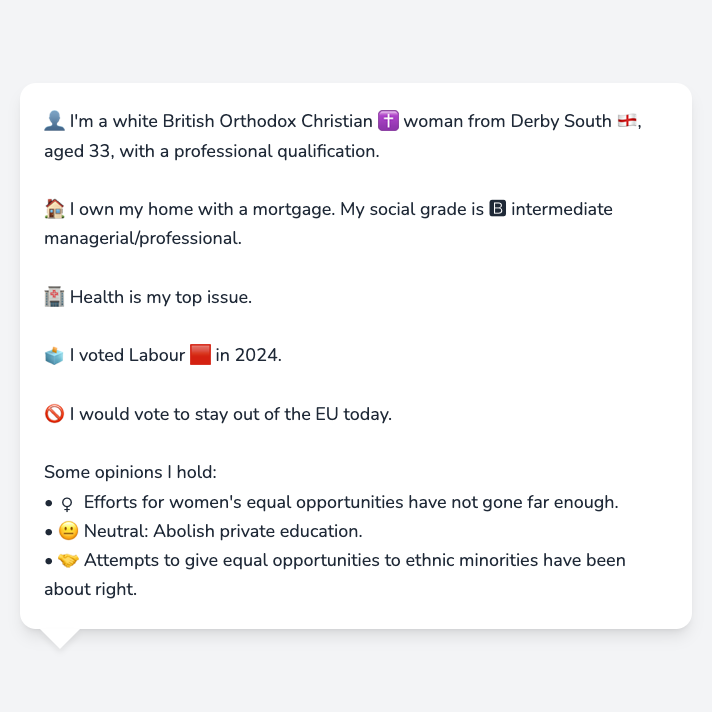 👤 I'm a white British Orthodox Christian ✝️ woman from Derby South 🏴󠁧󠁢󠁥󠁮󠁧󠁿,
aged 33, with a professional qualification.
🏠 I own my home with a mortgage. My social grade is 🅱 intermediate
managerial/professional.
🏥 Health is my top issue.
🗳️ I voted Labour 🟥 in 2024.
🚫 I would vote to stay out of the EU today.
Some opinions I hold:
• ♀ Efforts for women's equal opportunities have not gone far enough.
• 😐 Neutral: Abolish private education.
• 🤝 Attempts to give equal opportunities to ethnic minorities have been
about right.